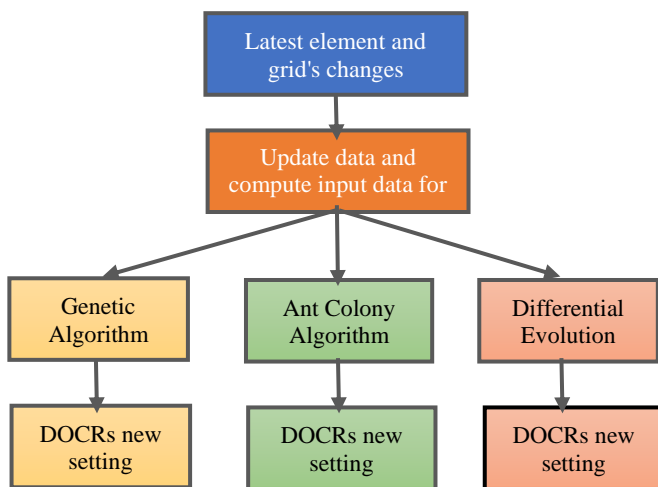 Latest element and
grid's changes
Update data and
compute input data for
Genetic
Algorithm
Ant Colony
Algorithm
Differential
Evolution
DOCRs new
setting
DOCRs new
setting
DOCRs new
setting